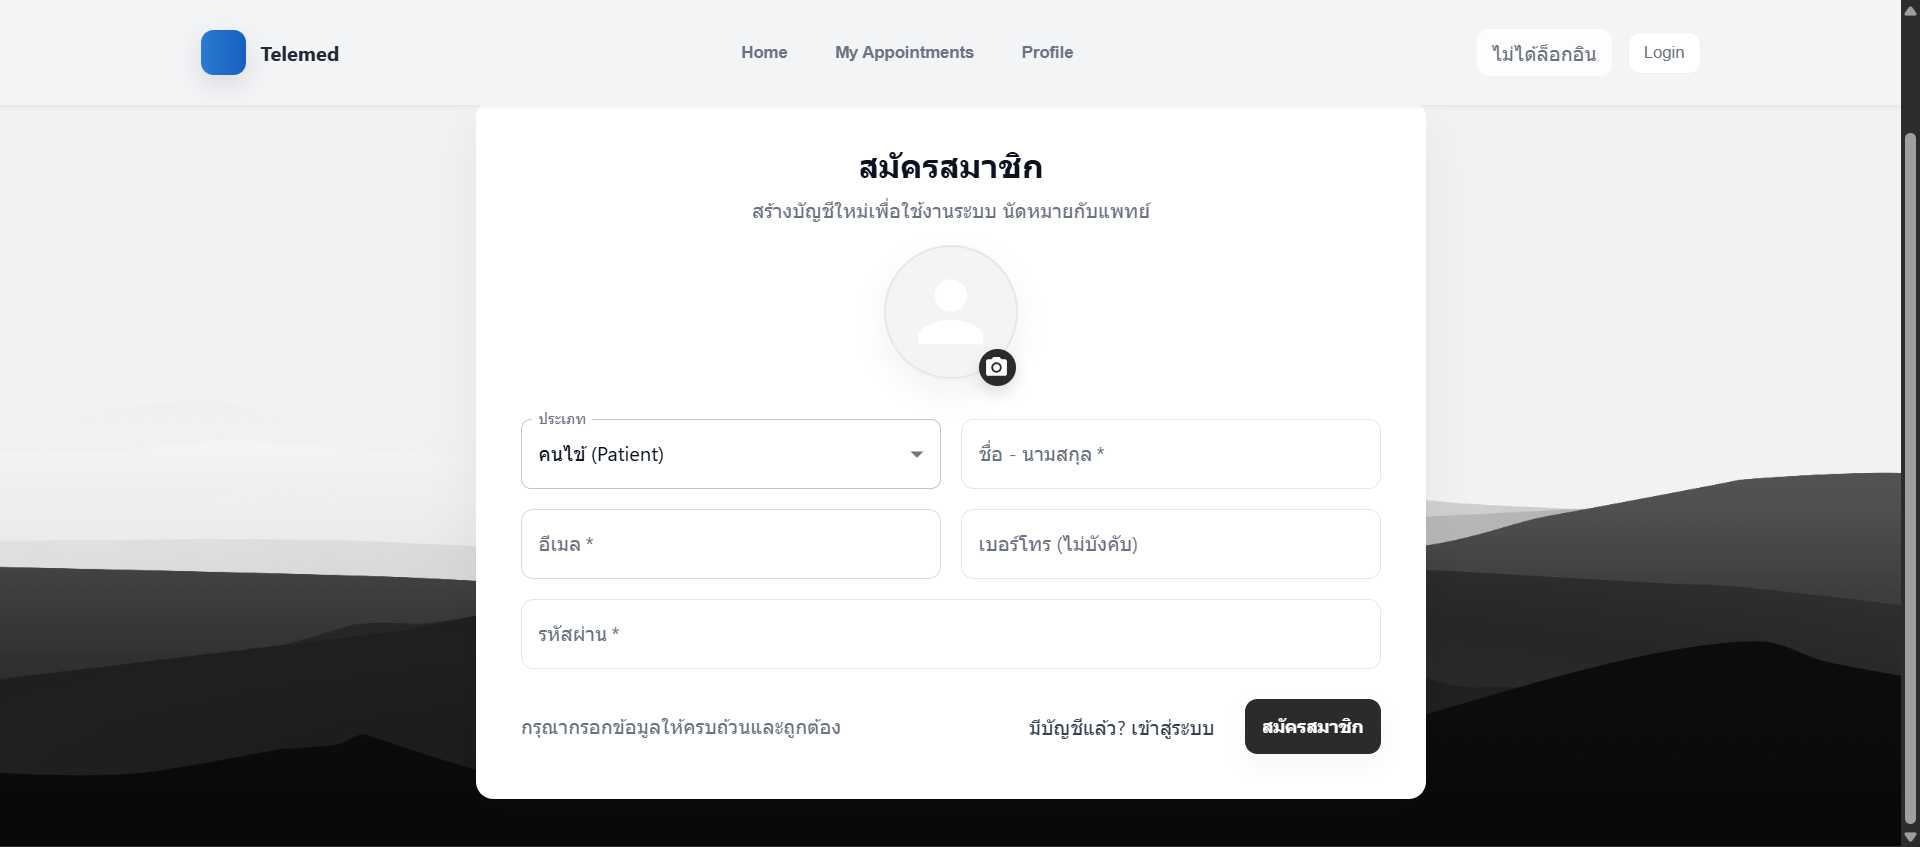 Telemed
Home
My Appointments
Profile
ไม่ได้ล็อกอิน
Login
สมัครสมาชิก
สร้างบัญชีใหม่เพื่อใช้งานระบบ นัดหมายกับแพทย์
ประเภท
คนไข้ (Patient)
ชื่อ - นามสกุล *
อีเมล *
เบอร์โทร (ไม่บังคับ)
รหัสผ่าน *
กรุณากรอกข้อมูลให้ครบถ้วนและถูกต้อง
มีบัญชีแล้ว? เข้าสู่ระบบ
สมัครสมาชิก